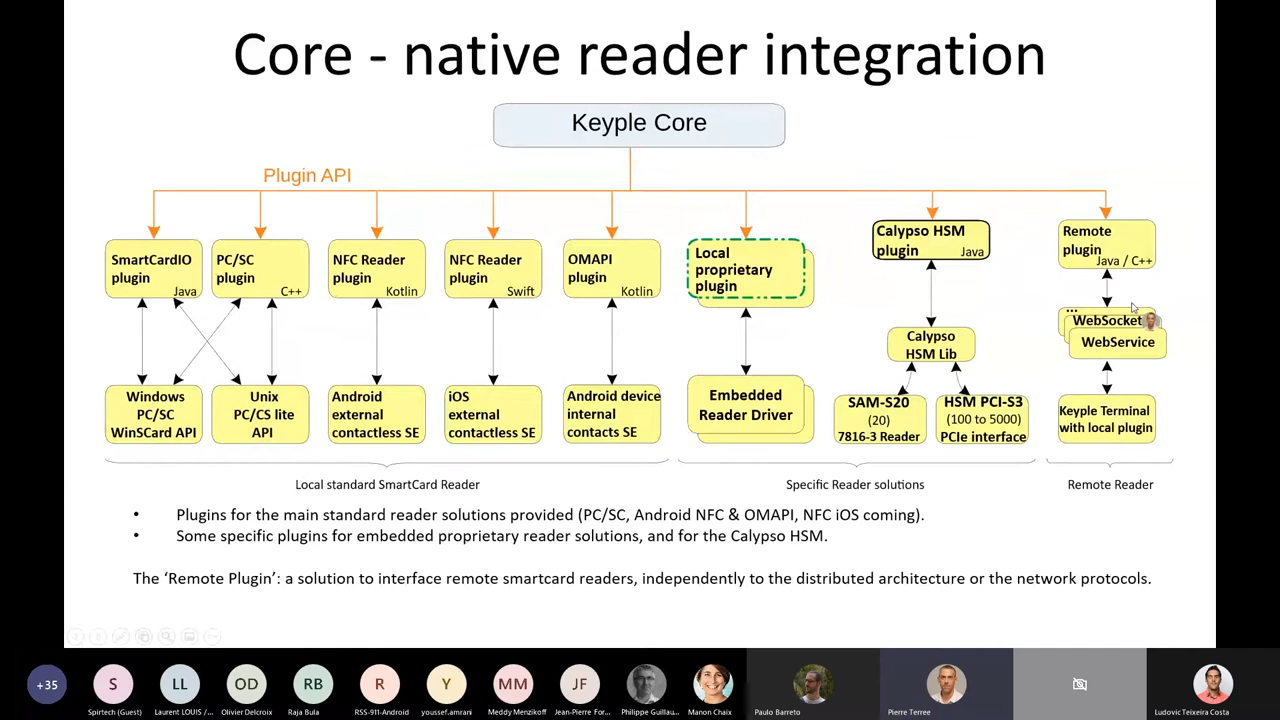 Core - native reader integration
Keyple Core
Plugin API
SmartCardIO
plugin
Java
PC/SC
plugin
C++
NFC Reader
plugin
Kotlin
NFC Reader
plugin
Swift
OMAPI
plugin
Kotlin
Local
proprietary
plugin
Calypso HSM
plugin
Java
Remote
plugin
Java / C++
...
WebSocket
WebService
Calypso
HSM Lib
Windows
PC/SC
WinSCard API
Unix
PC/CS lite
API
Android
external
contactless SE
iOS
external
contactless SE
Android device
internal
contacts SE
Embedded
Reader Driver
SAM-S20
(20)
7816-3 Reader
HSM PCI-S3
(100 to 5000)
PCIe interface
Keyple Terminal
with local plugin
Local standard SmartCard Reader
Specific Reader solutions
Remote Reader
• Plugins for the main standard reader solutions provided (PC/SC, Android NFC & OMAPI, NFC iOS coming).
• Some specific plugins for embedded proprietary reader solutions, and for the Calypso HSM.
The ‘Remote Plugin’: a solution to interface remote smartcard readers, independently to the distributed architecture or the network protocols.
+35
S
Spirtech (Guest)
LL
Laurent LOUIS /...
OD
Olivier Delcroix
RB
Raja Bula
R
RSS-911-Android
Y
youssef.amrani
MM
Meddy Menzikoff
JF
Jean-Pierre For...
Philippe Guillau...
Manon Chaix
Paulo Barreto
Pierre Terree
Ludovic Teixeira Costa